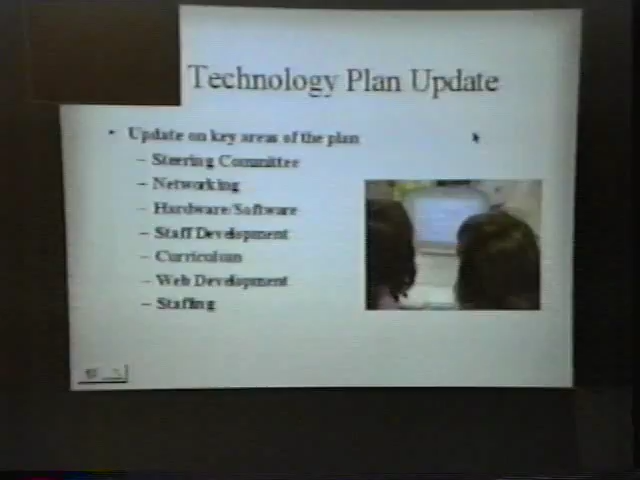 Technology Plan Update
• Update on key areas of the plan
– Steering Committee
– Networking
– Hardware/Software
– Staff Development
– Curriculum
– Web Development
– Staffing